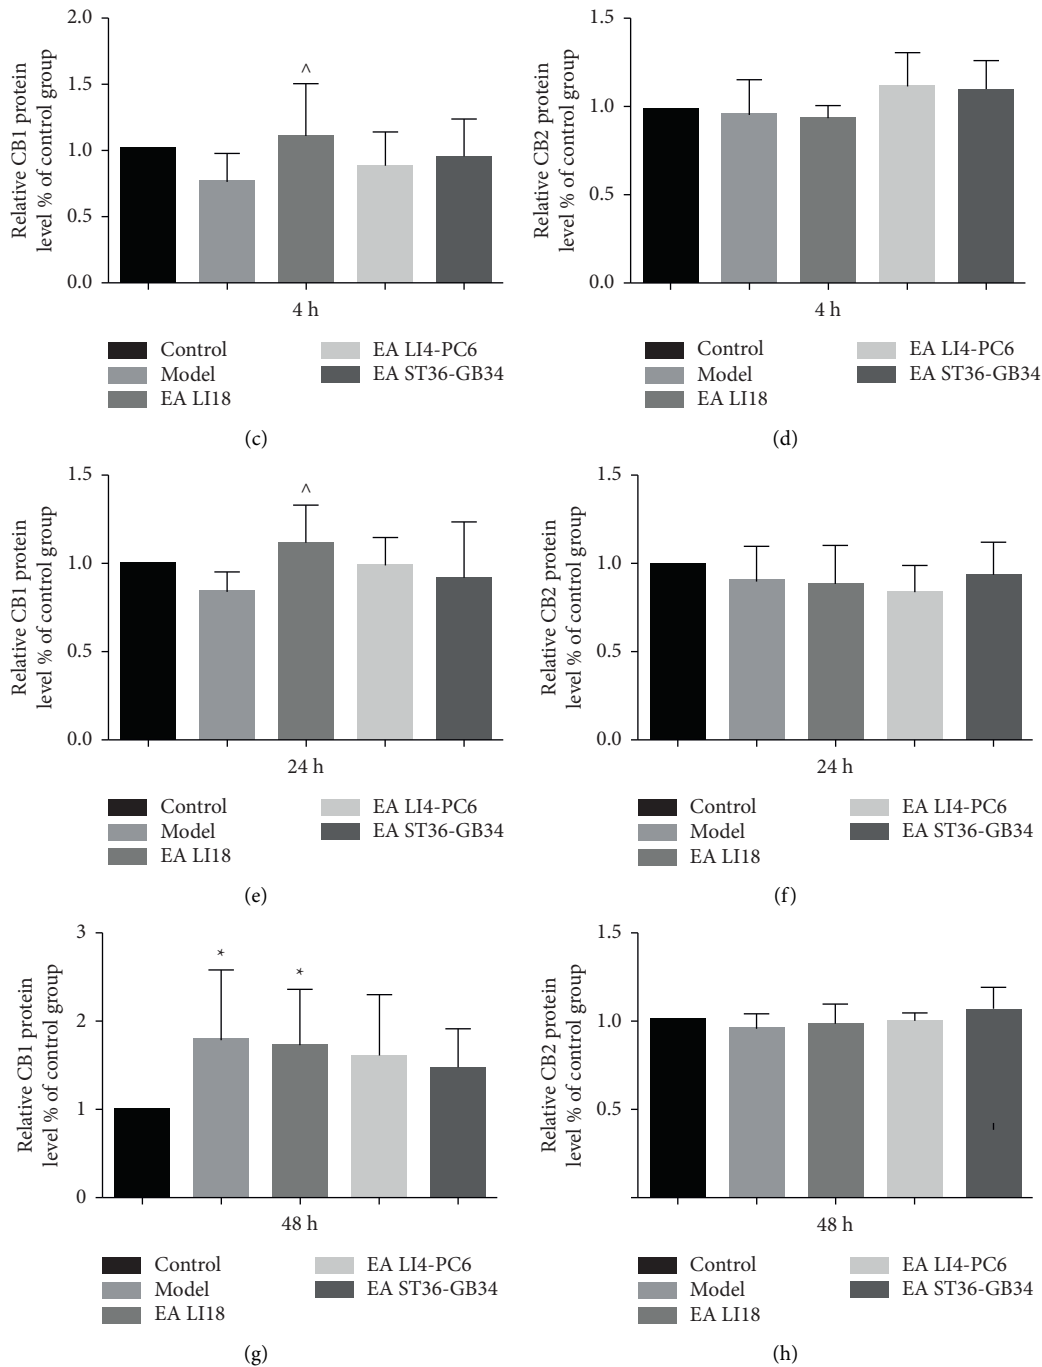 Relative CB1 protein
level % of control group
2.0
1.5
1.0
0.5
0.0
^
4 h
Control
Model
EA LI18
EA LI4-PC6
EA ST36-GB34
(c)
Relative CB2 protein
level % of control group
1.5
1.0
0.5
0.0
4 h
Control
Model
EA LI18
EA LI4-PC6
EA ST36-GB34
(d)
Relative CB1 protein
level % of control group
1.5
1.0
0.5
0.0
^
24 h
Control
Model
EA LI18
EA LI4-PC6
EA ST36-GB34
(e)
Relative CB2 protein
level % of control group
1.5
1.0
0.5
0.0
24 h
Control
Model
EA LI18
EA LI4-PC6
EA ST36-GB34
(f)
Relative CB1 protein
level % of control group
3
2
1
0
*
*
48 h
Control
Model
EA LI18
EA LI4-PC6
EA ST36-GB34
(g)
Relative CB2 protein
level % of control group
1.5
1.0
0.5
48 h
Control
Model
EA LI18
EA LI4-PC6
EA ST36-GB34
(h)